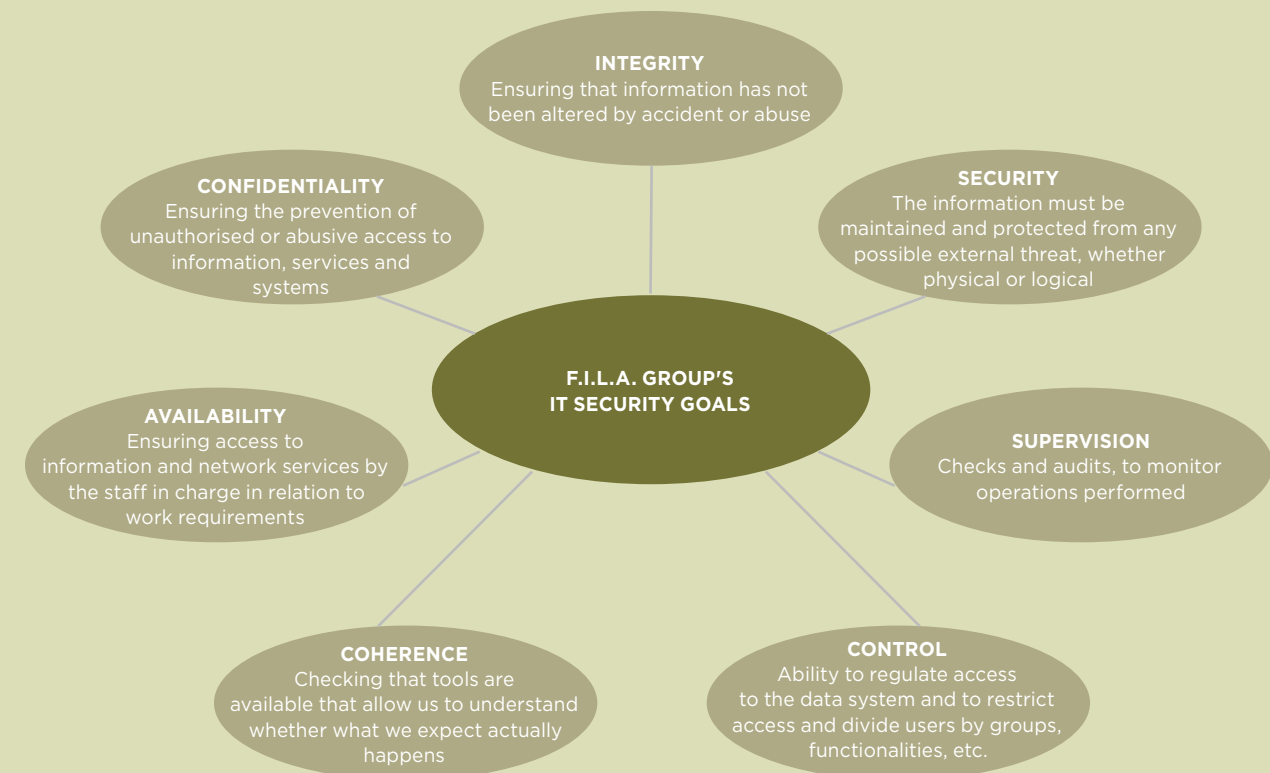 INTEGRITY
Ensuring that information has not
been altered by accident or abuse
CONFIDENTIALITY
Ensuring the prevention of
unauthorised or abusive access to
information, services and
systems
SECURITY
The information must be
maintained and protected from any
possible external threat, whether
physical or logical
F.I.L.A. GROUP'S
IT SECURITY GOALS
AVAILABILITY
Ensuring access to
information and network services by
the staff in charge in relation to
work requirements
SUPERVISION
Checks and audits, to monitor
operations performed
COHERENCE
Checking that tools are
available that allow us to understand
whether what we expect actually
happens
CONTROL
Ability to regulate access
to the data system and to restrict
access and divide users by groups,
functionalities, etc.